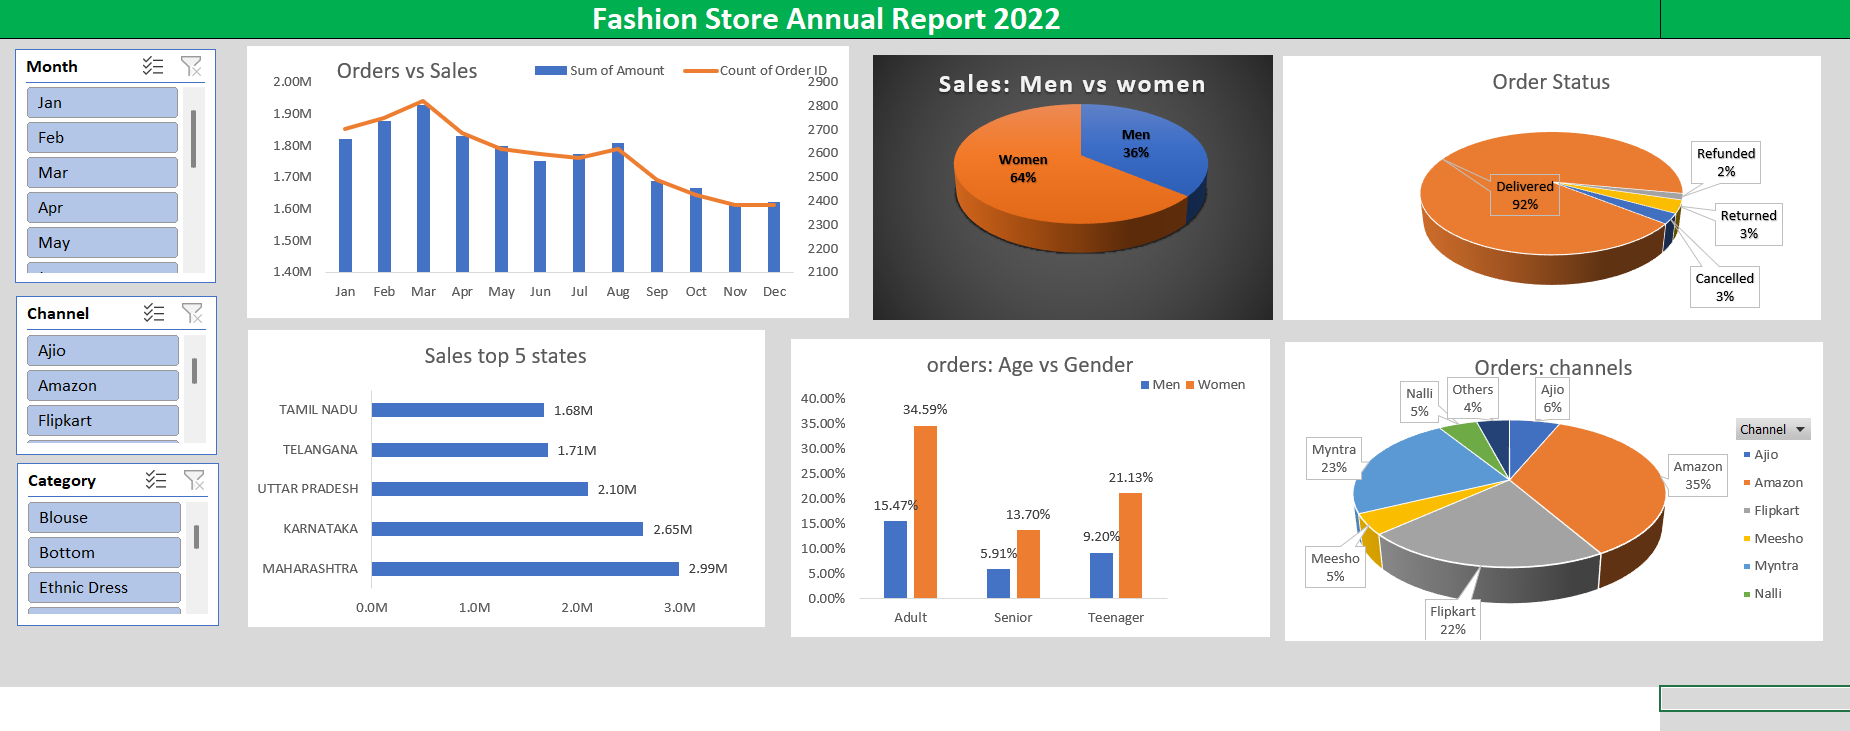 Fashion Store Annual Report 2022
Month
Jan
Feb
Mar
Apr
May
Channel
Ajio
Amazon
Flipkart
Category
Blouse
Bottom
Ethnic Dress
Orders vs Sales
Sum of Amount
Count of Order ID
2.00M
1.90M
1.80M
1.70M
1.60M
1.50M
1.40M
2900
2800
2700
2600
2500
2400
2300
2200
2100
Jan Feb Mar Apr May Jun Jul Aug Sep Oct Nov Dec
Sales: Men vs women
Men
36%
Women
64%
Order Status
Delivered
92%
Refunded
2%
Returned
3%
Cancelled
3%
Sales top 5 states
TAMIL NADU 1.68M
TELANGANA 1.71M
UTTAR PRADESH 2.10M
KARNATAKA 2.65M
MAHARASHTRA 2.99M
0.0M 1.0M 2.0M 3.0M
orders: Age vs Gender
Men Women
40.00%
35.00%
30.00%
25.00%
20.00%
15.00%
10.00%
5.00%
0.00%
15.47%
34.59%
5.91%
13.70%
9.20%
21.13%
Adult Senior Teenager
Orders: channels
Nalli
5%
Others
4%
Ajio
6%
Myntra
23%
Amazon
35%
Meesho
5%
Flipkart
22%
Channel
Ajio
Amazon
Flipkart
Meesho
Myntra
Nalli